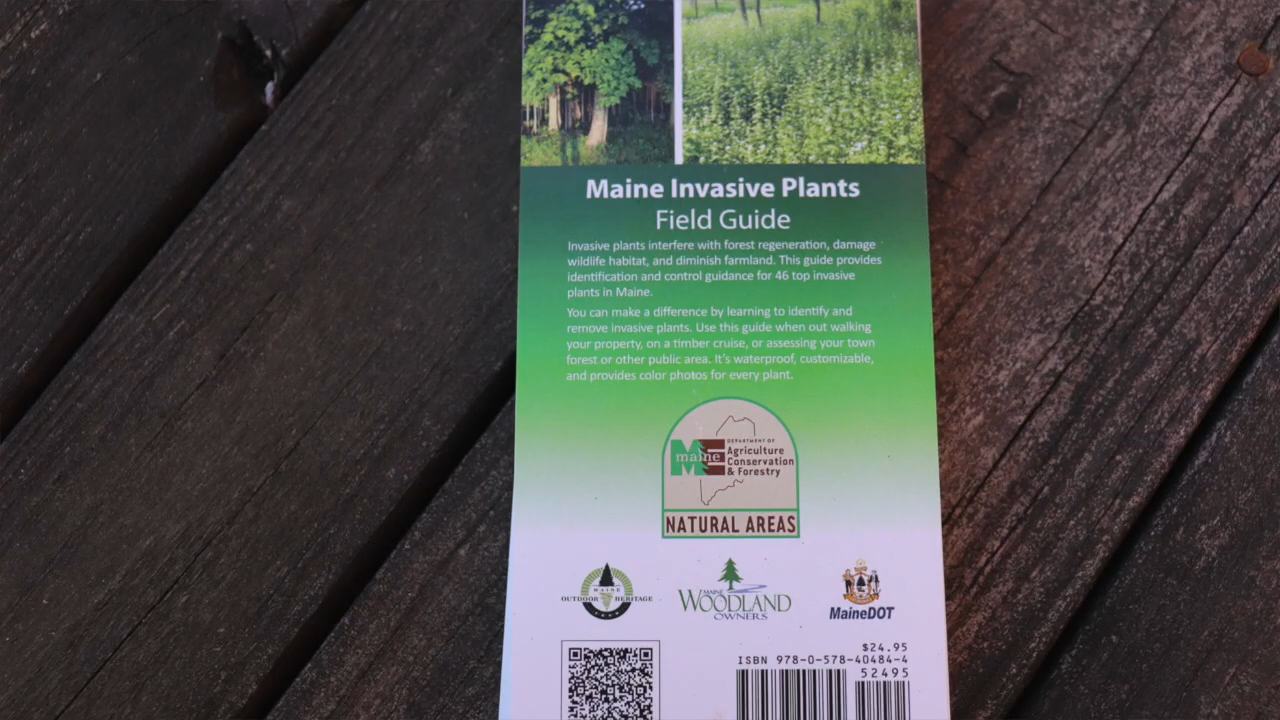 Maine Invasive Plants
Field Guide
Invasive plants interfere with forest regeneration, damage
wildlife habitat, and diminish farmland. This guide provides
identification and control guidance for 46 top invasive
plants in Maine.
You can make a difference by learning to identify and
remove invasive plants. Use this guide when out walking
your property, on a timber cruise, or assessing your town
forest or other public area. It's waterproof, customizable,
and provides color photos for every plant.
DEPARTMENT OF
maine
Agriculture
Conservation
& Forestry
NATURAL AREAS
MAINE
OUTDOOR HERITAGE
MAINE
WOODLAND
OWNERS
MaineDOT
$24.95
ISBN 978-0-578-40484-4
52495